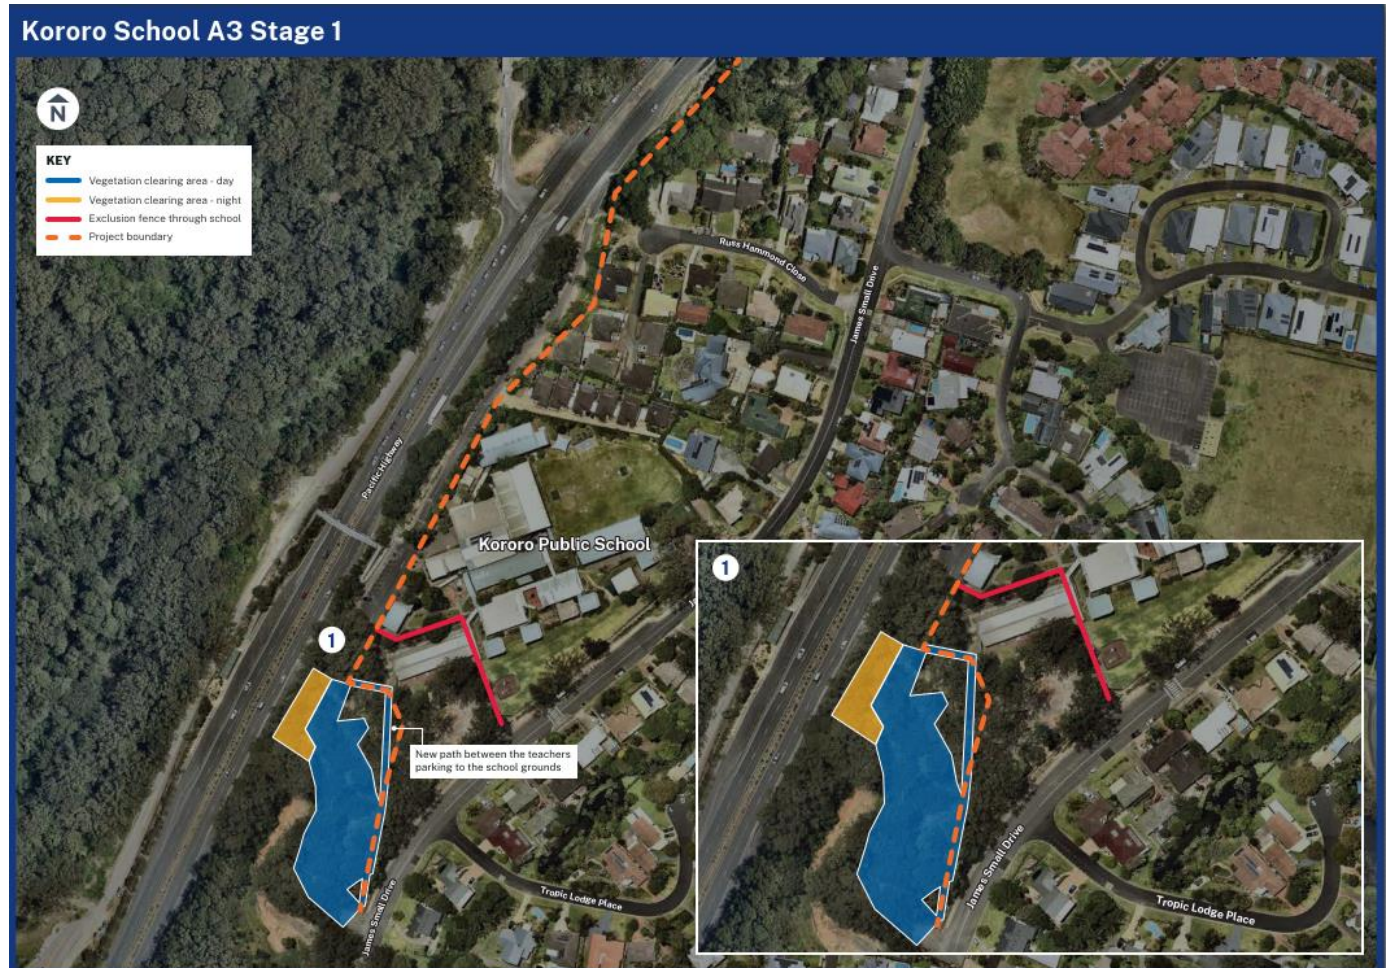 Kororo School A3 Stage 1
N
KEY
Vegetation clearing area - day
Vegetation clearing area - night
Exclusion fence through school
Project boundary
Russ Hammond Close
James Small Drive
Pacific Highway
Kororo Public School
1
New path between the teachers
parking to the school grounds
Tropic Lodge Place
James Small Drive
1
James Small Drive
Tropic Lodge Place